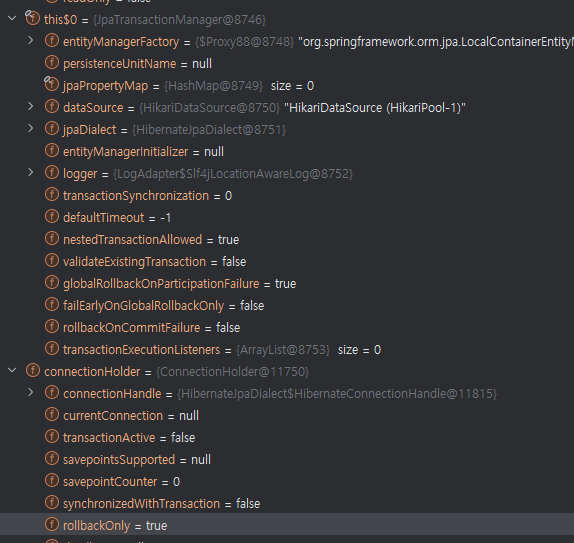 this$0 = {JpaTransactionManager@8746}
entityManagerFactory = {$Proxy88@8748} "org.springframework.orm.jpa.LocalContainerEntityM
persistenceUnitName = null
jpaPropertyMap = {HashMap@8749} size = 0
dataSource = {HikariDataSource@8750} "HikariDataSource (HikariPool-1)"
jpaDialect = {HibernateJpaDialect@8751}
entityManagerInitializer = null
logger = {LogAdapter$Slf4jLocationAwareLog@8752}
transactionSynchronization = 0
defaultTimeout = -1
nestedTransactionAllowed = true
validateExistingTransaction = false
globalRollbackOnParticipationFailure = true
failEarlyOnGlobalRollbackOnly = false
rollbackOnCommitFailure = false
transactionExecutionListeners = {ArrayList@8753} size = 0
connectionHolder = {ConnectionHolder@11750}
connectionHandle = {HibernateJpaDialect$HibernateConnectionHandle@11815}
currentConnection = null
transactionActive = false
savepointsSupported = null
savepointCounter = 0
synchronizedWithTransaction = false
rollbackOnly = true